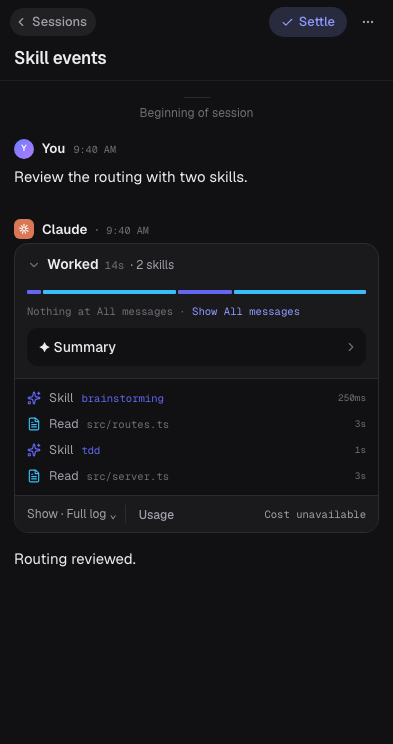 Sessions
Settle
Skill events
Beginning of session
Y You 9:40 AM
Review the routing with two skills.
Claude · 9:40 AM
Worked 14s · 2 skills
Nothing at All messages · Show All messages
Summary
Skill brainstorming 250ms
Read src/routes.ts 3s
Skill tdd 1s
Read src/server.ts 3s
Show · Full log Usage Cost unavailable
Routing reviewed.